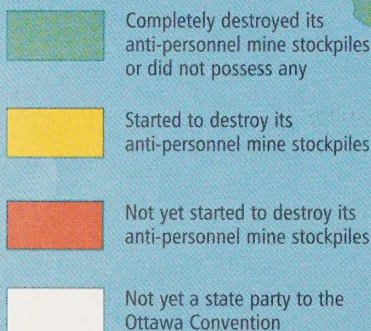 Completely destroyed its
anti-personnel mine stockpiles
or did not possess any
Started to destroy its
anti-personnel mine stockpiles
Not yet started to destroy its
anti-personnel mine stockpiles
Not yet a state party to the
Ottawa Convention